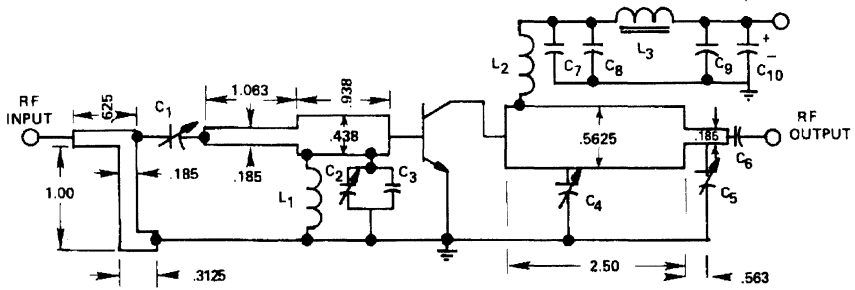 L2
C7
C8
L3
C9
+
−
C10
RF
INPUT
.625
C1
1.063
.938
.438
.185
.185
1.00
L1
C2
C3
.5625
.185
C6
RF
OUTPUT
C4
C5
.3125
2.50
.563